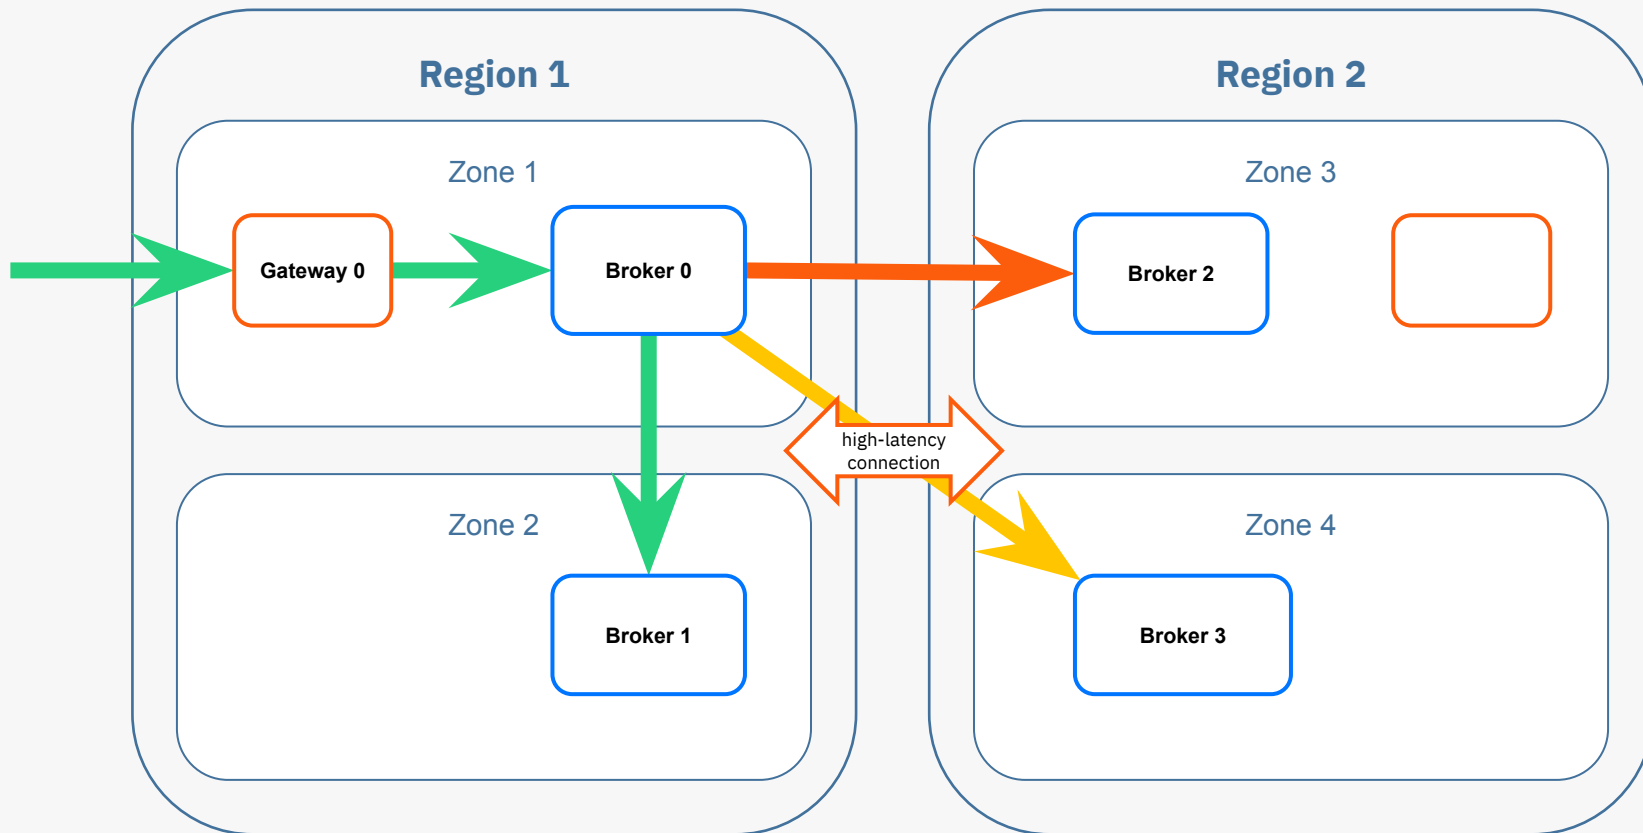 Region 1
Region 2
Zone 1
Zone 3
Gateway 0
Broker 0
Broker 2
high-latency
connection
Zone 2
Zone 4
Broker 1
Broker 3